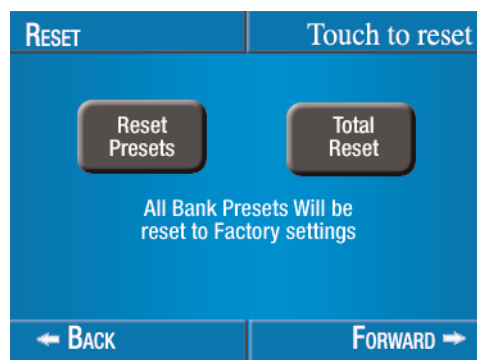 RESET
Touch to reset
Reset
Presets
Total
Reset
All Bank Presets Will be
reset to Factory settings
BACK
FORWARD